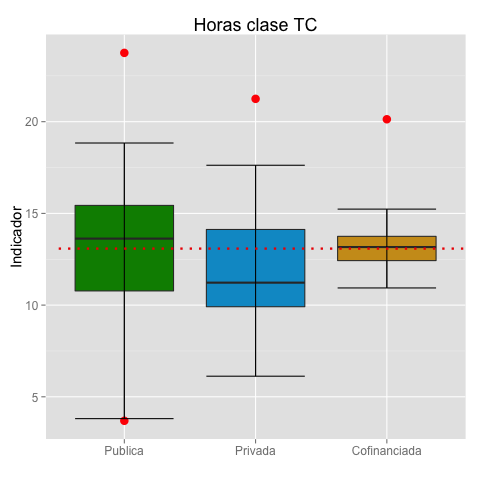 Horas clase TC
Indicador
20
15
10
5
Publica
Privada
Cofinanciada